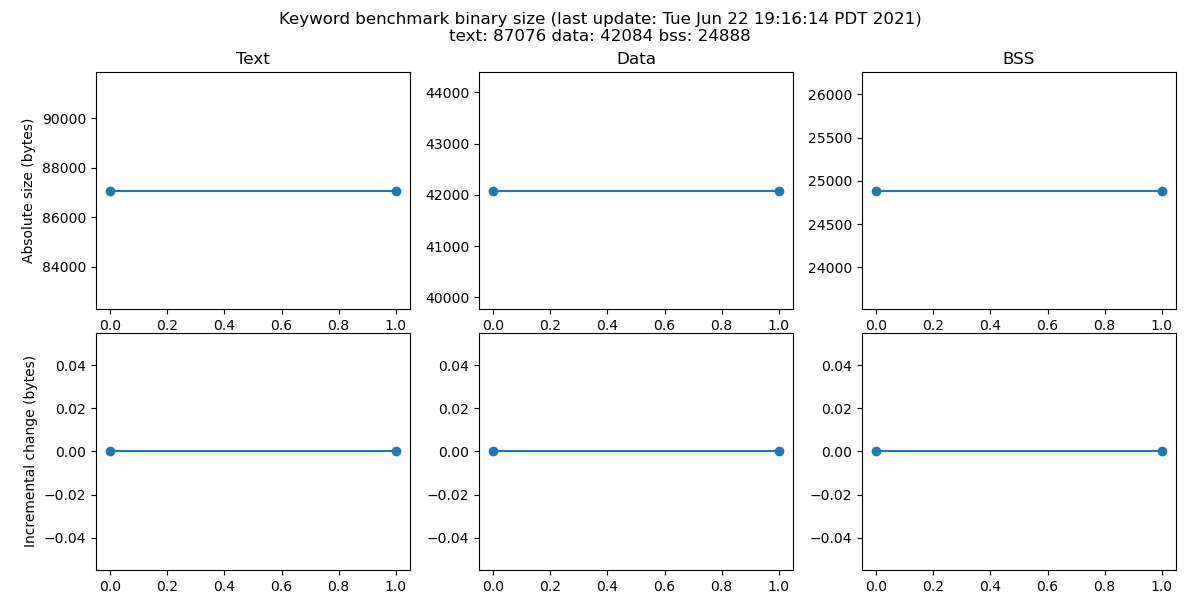 Keyword benchmark binary size (last update: Tue Jun 22 19:16:14 PDT 2021)
text: 87076 data: 42084 bss: 24888
Text
Data
BSS
Absolute size (bytes)
90000
88000
86000
84000
0.0 0.2 0.4 0.6 0.8 1.0
44000
43000
42000
41000
40000
0.0 0.2 0.4 0.6 0.8 1.0
26000
25500
25000
24500
24000
0.0 0.2 0.4 0.6 0.8 1.0
Incremental change (bytes)
0.04
0.02
0.00
−0.02
−0.04
0.0 0.2 0.4 0.6 0.8 1.0
0.04
0.02
0.00
−0.02
−0.04
0.0 0.2 0.4 0.6 0.8 1.0
0.04
0.02
0.00
−0.02
−0.04
0.0 0.2 0.4 0.6 0.8 1.0